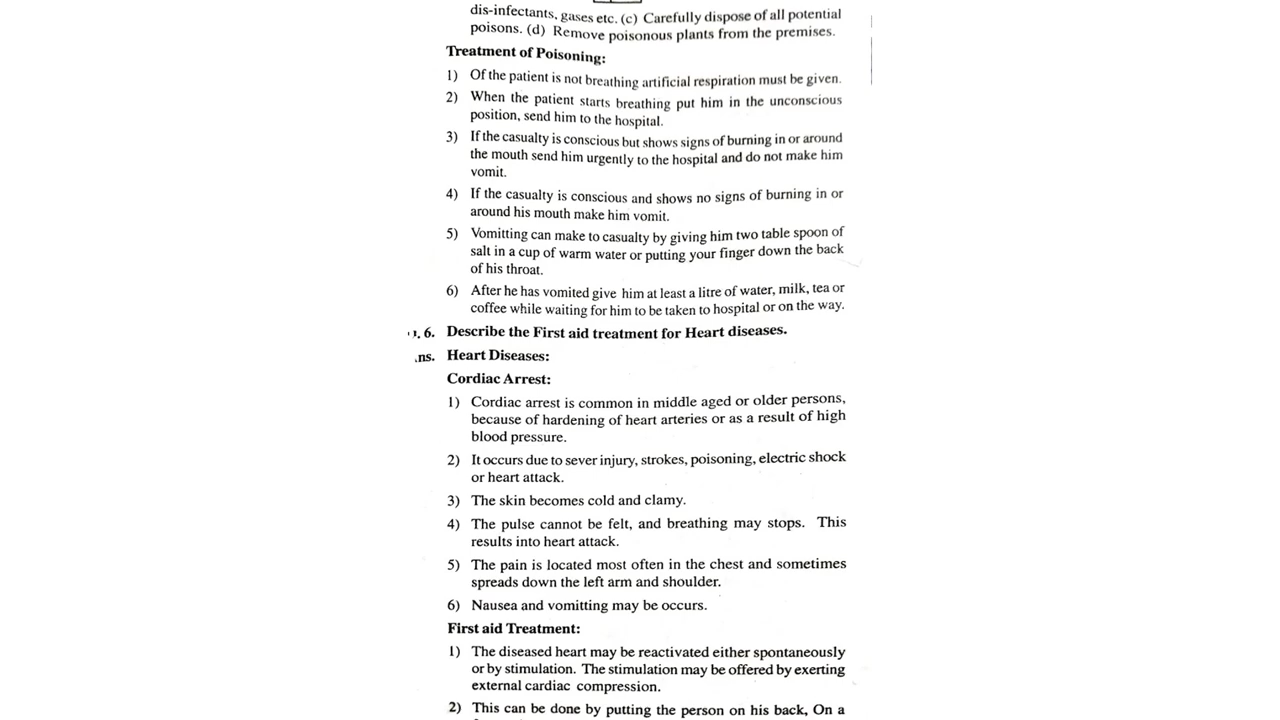 dis-infectants, gases etc. (c) Carefully dispose of all potential
poisons. (d) Remove poisonous plants from the premises.
Treatment of Poisoning:
1) Of the patient is not breathing artificial respiration must be given.
2) When the patient starts breathing put him in the unconscious
position, send him to the hospital.
3) If the casualty is conscious but shows signs of burning in or around
the mouth send him urgently to the hospital and do not make him
vomit.
4) If the casualty is conscious and shows no signs of burning in or
around his mouth make him vomit.
5) Vomitting can make to casualty by giving him two table spoon of
salt in a cup of warm water or putting your finger down the back
of his throat.
6) After he has vomited give him at least a litre of water, milk, tea or
coffee while waiting for him to be taken to hospital or on the way.
6. Describe the First aid treatment for Heart diseases.
ns. Heart Diseases:
Cordiac Arrest:
1) Cordiac arrest is common in middle aged or older persons,
because of hardening of heart arteries or as a result of high
blood pressure.
2) It occurs due to sever injury, strokes, poisoning, electric shock
or heart attack.
3) The skin becomes cold and clamy.
4) The pulse cannot be felt, and breathing may stops. This
results into heart attack.
5) The pain is located most often in the chest and sometimes
spreads down the left arm and shoulder.
6) Nausea and vomitting may be occurs.
First aid Treatment:
1) The diseased heart may be reactivated either spontaneously
or by stimulation. The stimulation may be offered by exerting
external cardiac compression.
2) This can be done by putting the person on his back, On a